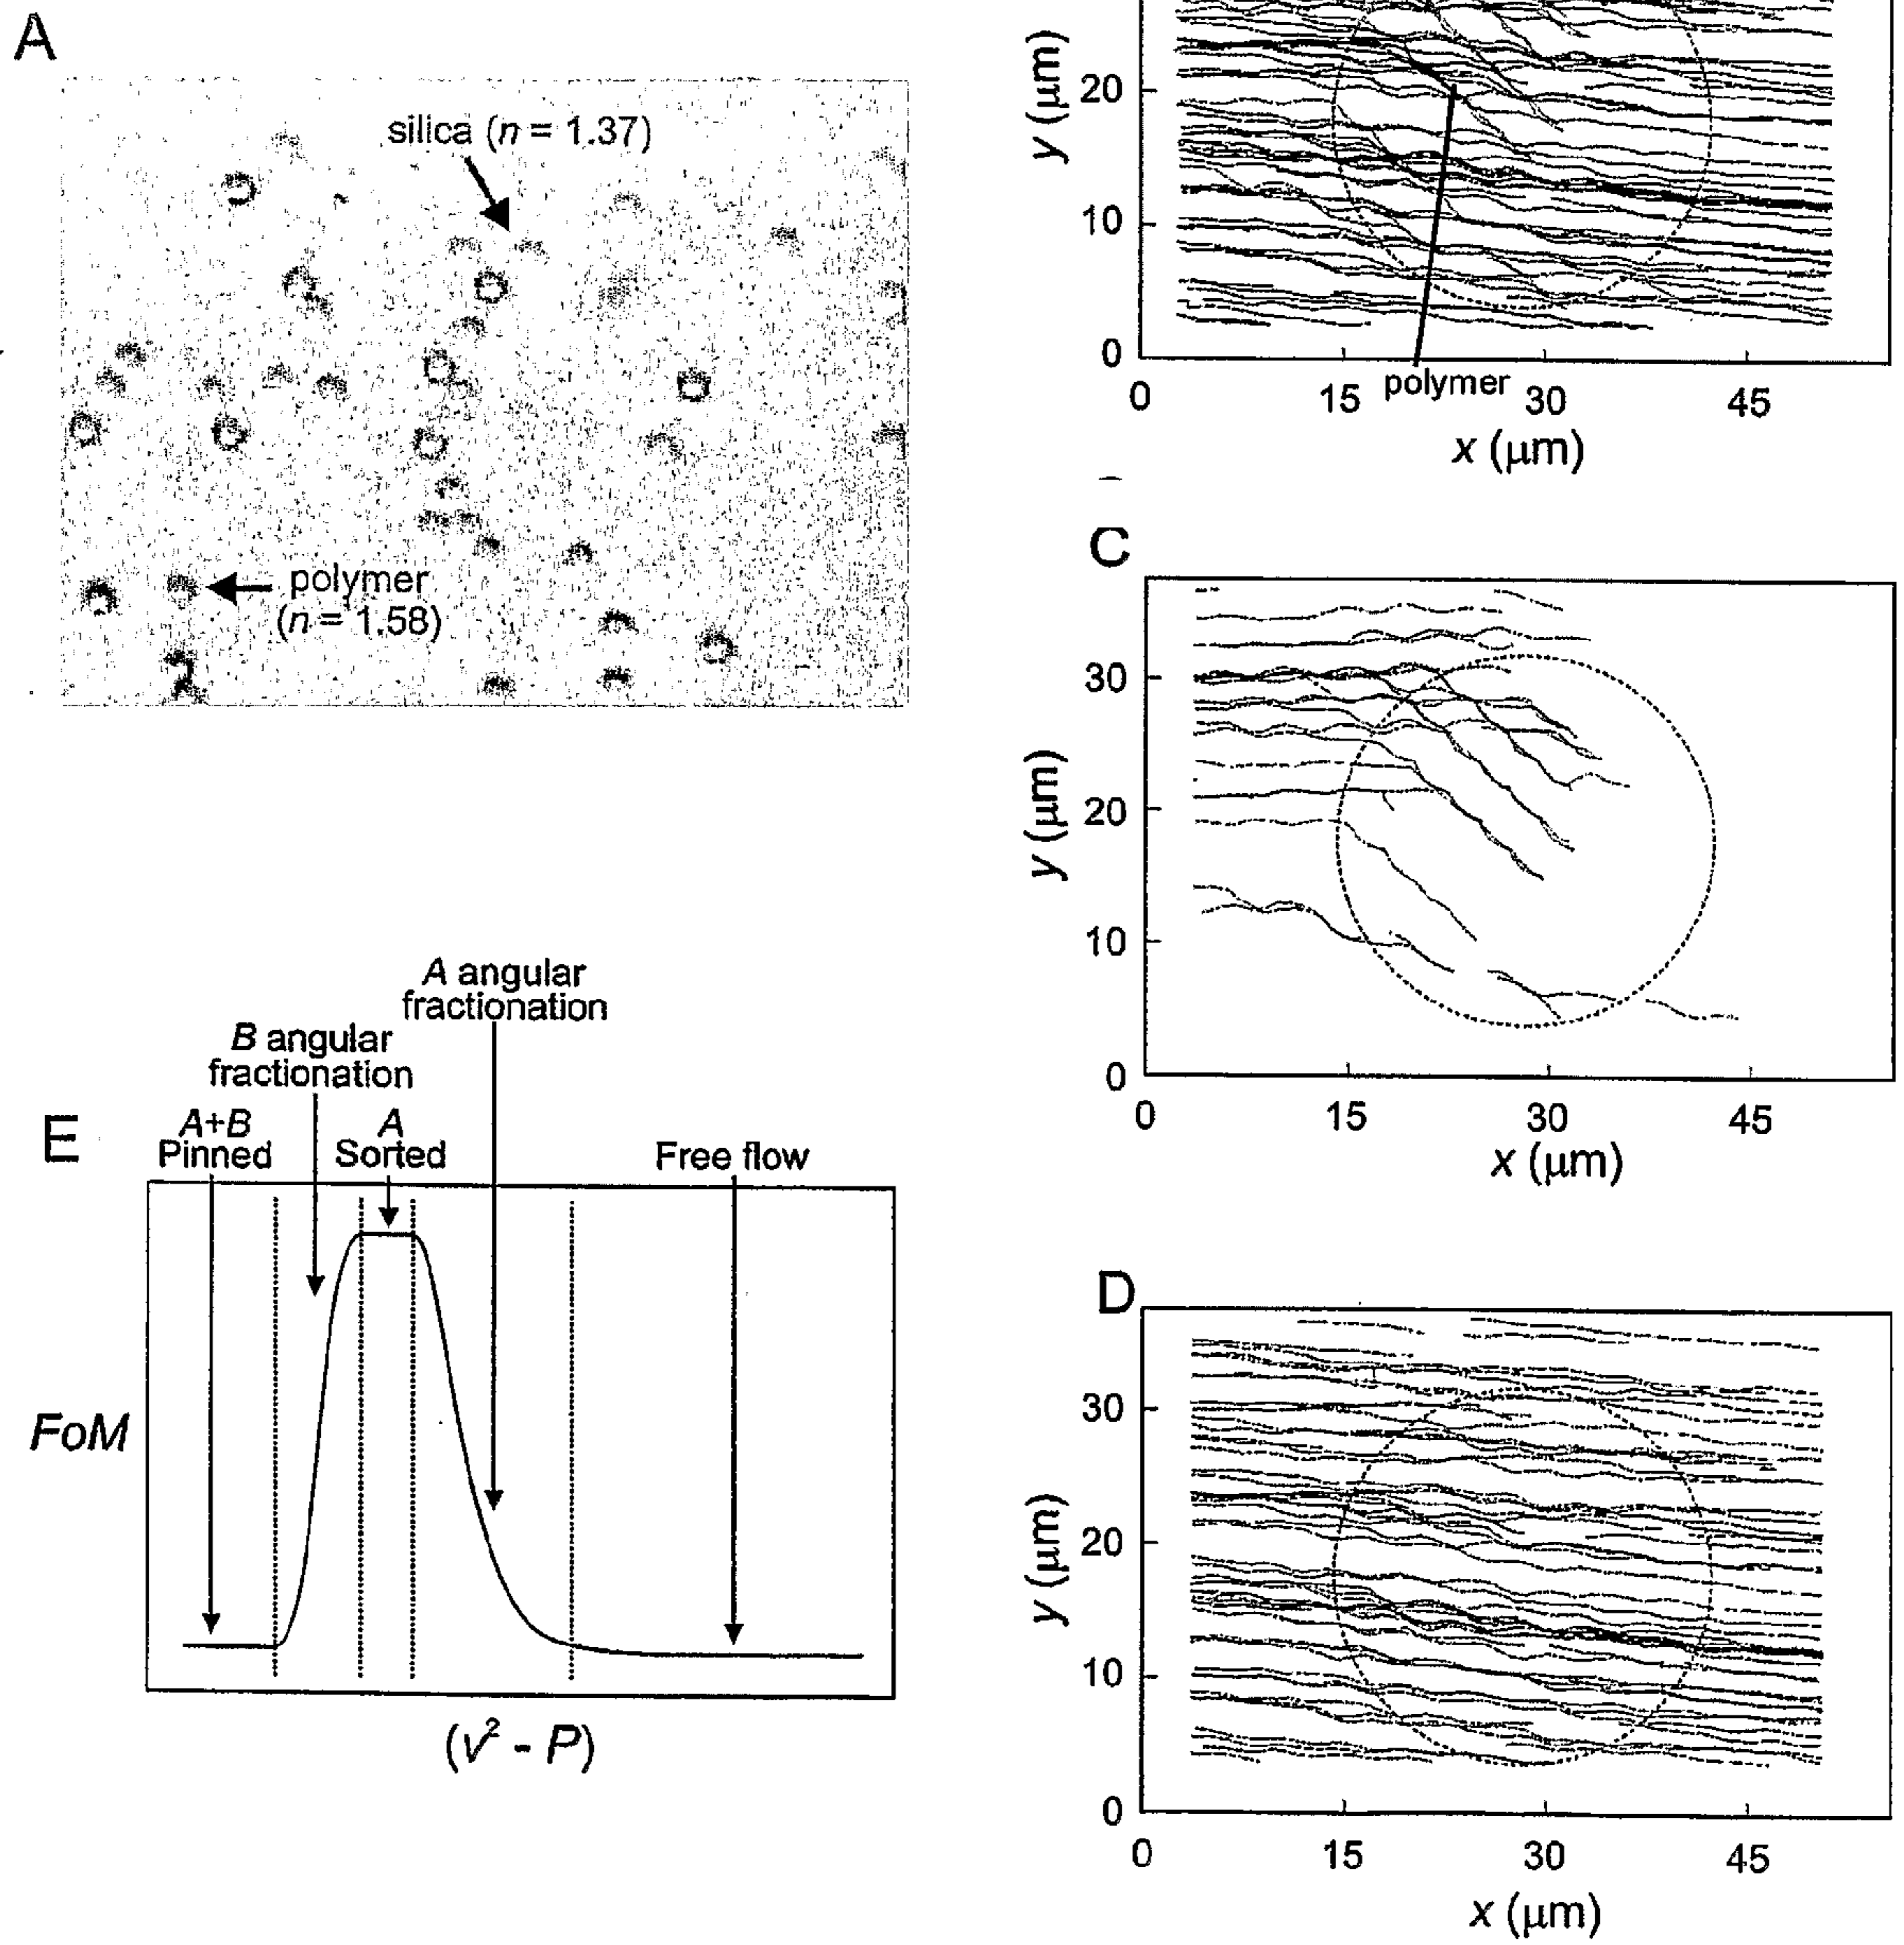 A
silica (n = 1.37)
polymer
(n = 1.58)
y (μm)
20
10
0
0
15
polymer
30
45
x (μm)
C
y (μm)
30
20
10
0
0
15
30
45
x (μm)
E
A+B
Pinned
B angular
fractionation
A
Sorted
A angular
fractionation
Free flow
FoM
(v² - P)
D
y (μm)
30
20
10
0
0
15
30
45
x (μm)